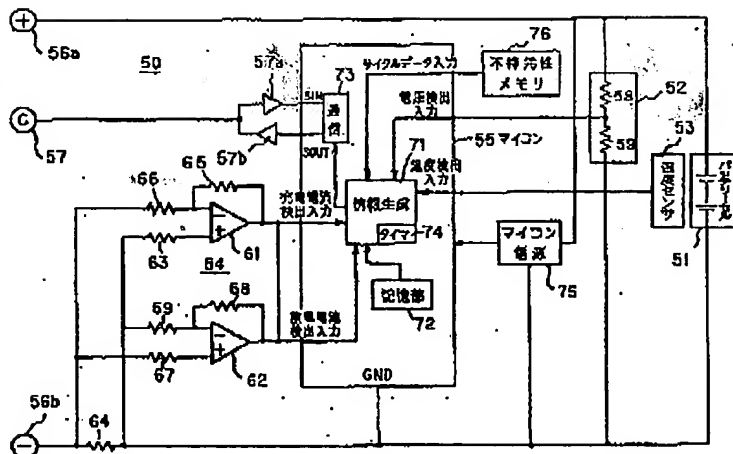 +
56a
50
57a
73
76
SIN
サイクルデータ入力
不揮発性
メモリ
52
58
C
通信
電圧検出
入力
55 マイコン
53
57
57b
SOUT
71
59
温度検出
入力
温度センサ
バッテリーセル
65
66
充電電流
検出入力
情報生成
タイマ
74
マイコン
電源
63
61
54
51
75
68
記憶部
放電電流
検出入力
72
69
67
62
GND
56b
64
−